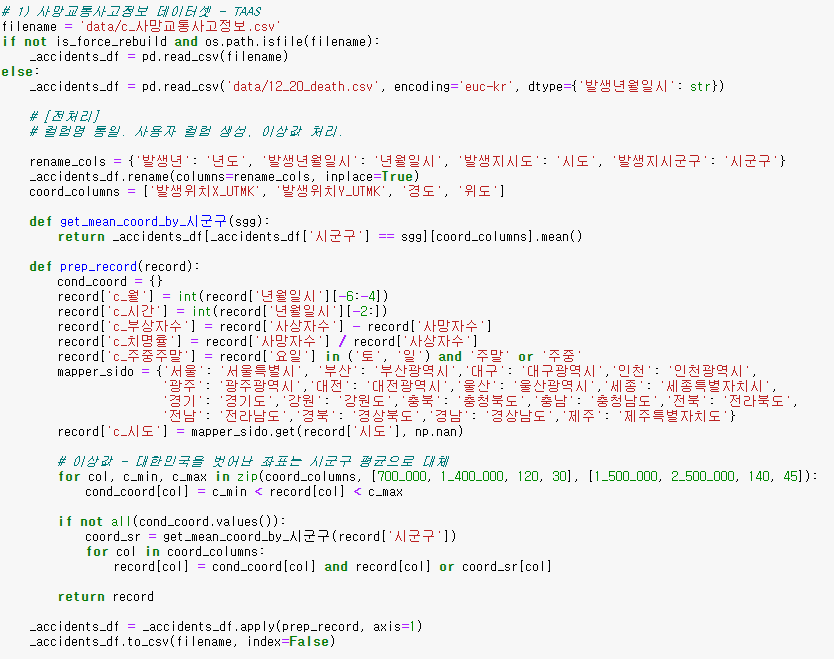 # 1) 사망교통사고정보 데이터셋 - TAAS
filename = 'data/c_사망교통사고정보.csv'
if not is_force_rebuild and os.path.isfile(filename):
    _accidents_df = pd.read_csv(filename)
else:
    _accidents_df = pd.read_csv('data/12_20_death.csv', encoding='euc-kr', dtype={'발생년월일시': str})

    # [전처리]
    # 컬럼명 통일. 사용자 컬럼 생성, 이상값 처리.

    rename_cols = {'발생년': '년도', '발생년월일시': '년월일시', '발생지시도': '시도', '발생지시군구': '시군구'}
    _accidents_df.rename(columns=rename_cols, inplace=True)
    coord_columns = ['발생위치X_UTMK', '발생위치Y_UTMK', '경도', '위도']

    def get_mean_coord_by_시군구(sgg):
        return _accidents_df[_accidents_df['시군구'] == sgg][coord_columns].mean()

    def prep_record(record):
        cond_coord = {}
        record['c_월'] = int(record['년월일시'][-6:-4])
        record['c_시간'] = int(record['년월일시'][-2:])
        record['c_부상자수'] = record['사상자수'] - record['사망자수']
        record['c_치명률'] = record['사망자수'] / record['사상자수']
        record['c_주중주말'] = record['요일'] in ('토', '일') and '주말' or '주중'
        mapper_sido = {'서울': '서울특별시', '부산': '부산광역시','대구': '대구광역시','인천': '인천광역시',
                       '광주': '광주광역시','대전': '대전광역시','울산': '울산광역시','세종': '세종특별자치시',
                       '경기': '경기도','강원': '강원도','충북': '충청북도','충남': '충청남도','전북': '전라북도',
                       '전남': '전라남도','경북': '경상북도','경남': '경상남도','제주': '제주특별자치도'}
        record['c_시도'] = mapper_sido.get(record['시도'], np.nan)

        # 이상값 - 대한민국을 벗어난 좌표는 시군구 평균으로 대체
        for col, c_min, c_max in zip(coord_columns, [700_000, 1_400_000, 120, 30], [1_500_000, 2_500_000, 140, 45]):
            cond_coord[col] = c_min < record[col] < c_max

        if not all(cond_coord.values()):
            coord_sr = get_mean_coord_by_시군구(record['시군구'])
            for col in coord_columns:
                record[col] = cond_coord[col] and record[col] or coord_sr[col]

        return record

    _accidents_df = _accidents_df.apply(prep_record, axis=1)
    _accidents_df.to_csv(filename, index=False)